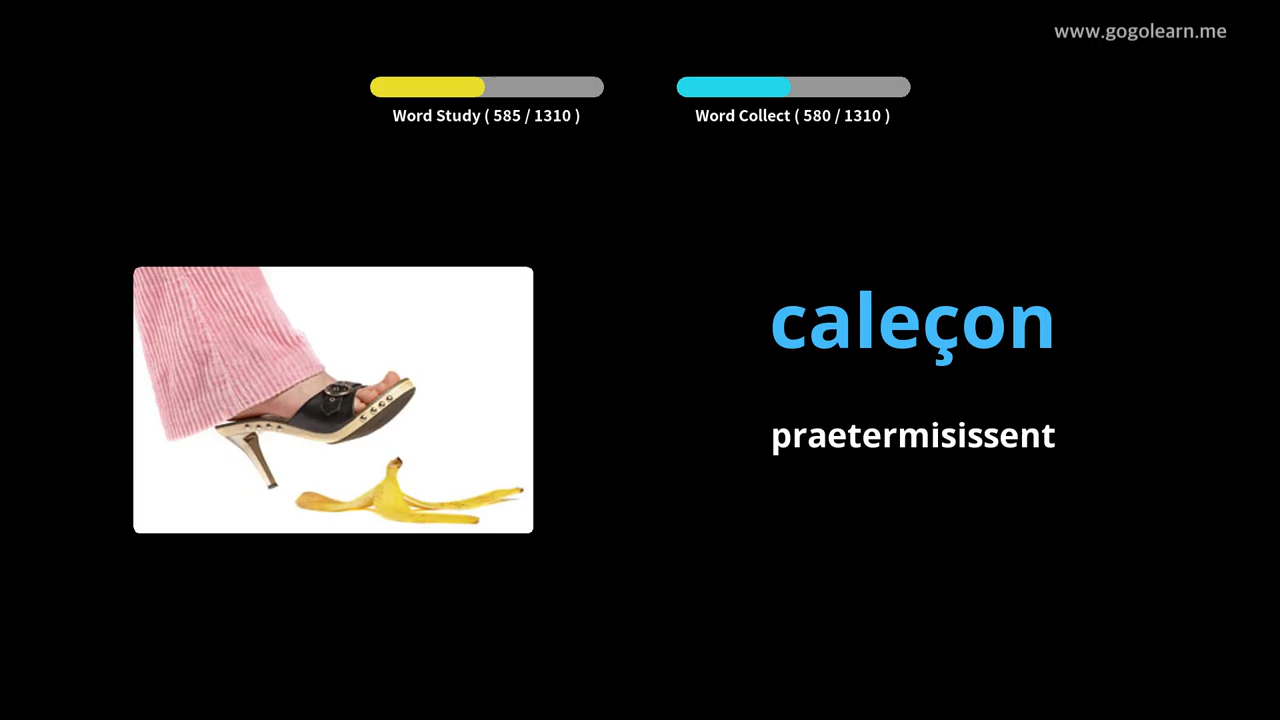 www.gogolearn.me
Word Study ( 585 / 1310 )
Word Collect ( 580 / 1310 )
caleçon
praetermisissent